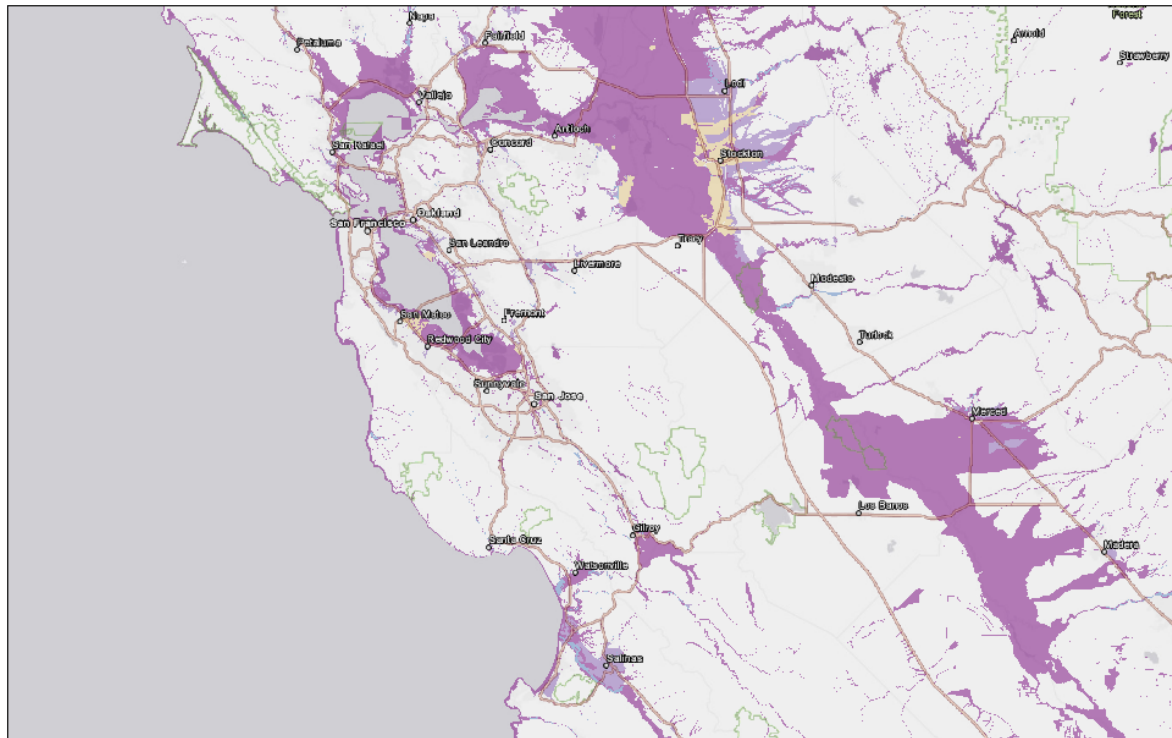 Napa
Forest
Petaluma
Fairfield
Arnold
Strawberry
Vallejo
Lodi
Antioch
San Rafael
Concord
Stockton
Oakland
San Francisco
San Leandro
Tracy
Livermore
Modesto
San Mateo
Fremont
Redwood City
Turlock
Sunnyvale
San Jose
Merced
Los Banos
Gilroy
Santa Cruz
Madera
Watsonville
Salinas